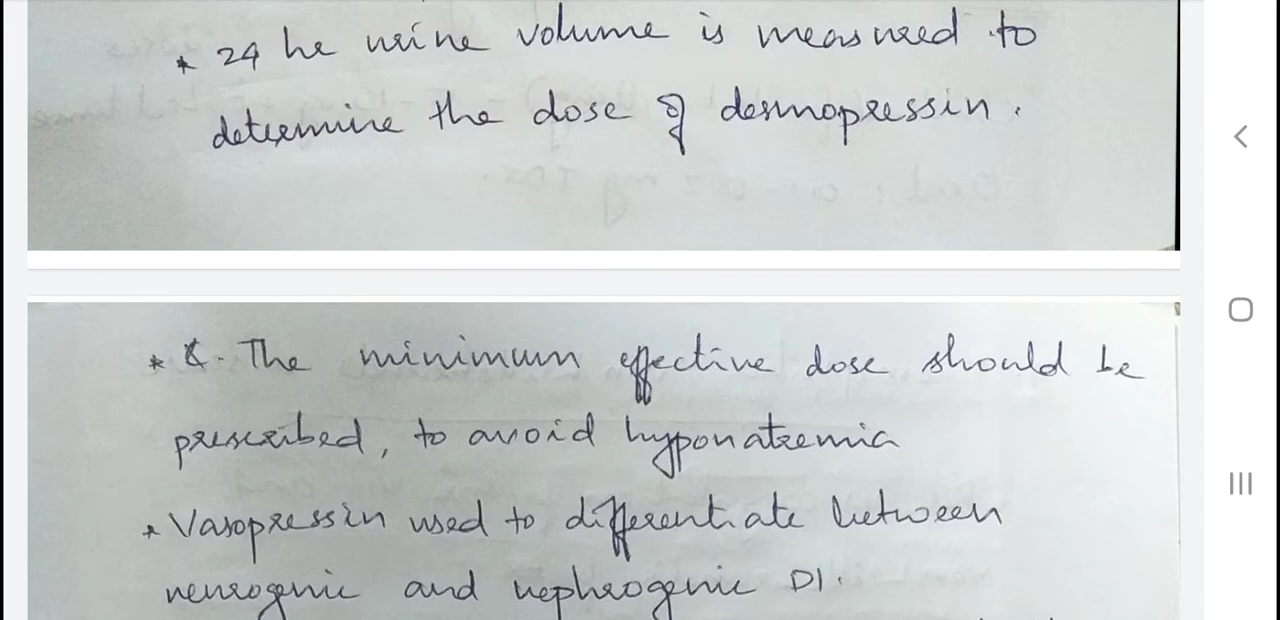 * 24 hr urine volume is measured to
determine the dose of desmopressin.
* The minimum effective dose should be
prescribed, to avoid hyponatremia
* Vasopressin used to differentiate between
neurogenic and nephrogenic DI.